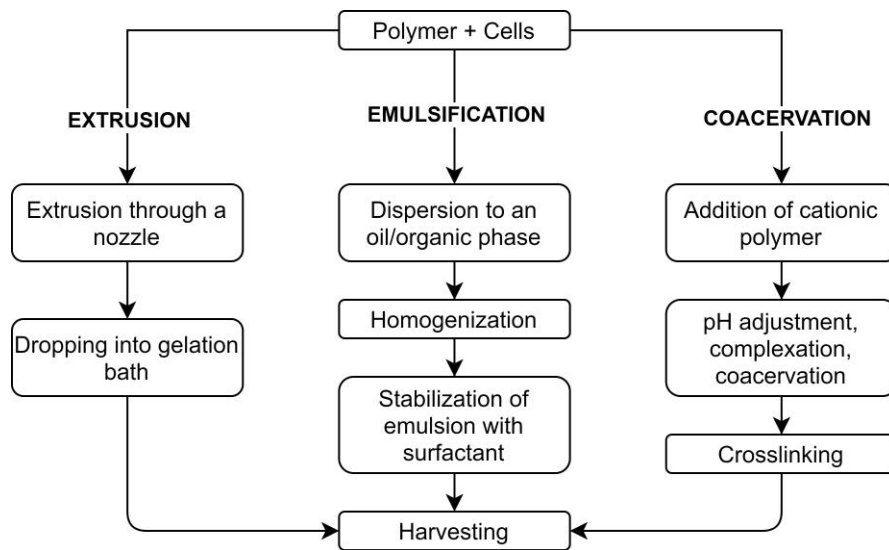 Polymer + Cells
EXTRUSION
Extrusion through a
nozzle
Dropping into gelation
bath
EMULSIFICATION
Dispersion to an
oil/organic phase
Homogenization
Stabilization of
emulsion with
surfactant
COACERVATION
Addition of cationic
polymer
pH adjustment,
complexation,
coacervation
Crosslinking
Harvesting